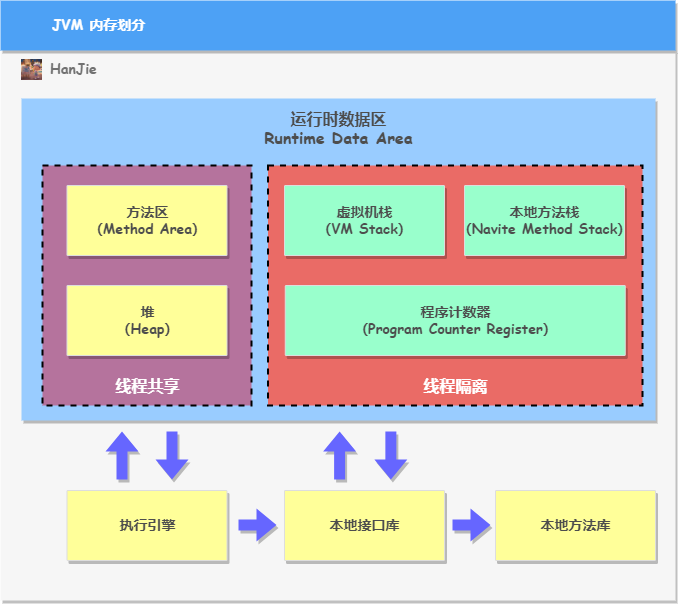 JVM 内存划分
HanJie
运行时数据区
Runtime Data Area
方法区
(Method Area)
虚拟机栈
(VM Stack)
本地方法栈
(Navite Method Stack)
堆
(Heap)
程序计数器
(Program Counter Register)
线程共享
线程隔离
执行引擎
本地接口库
本地方法库